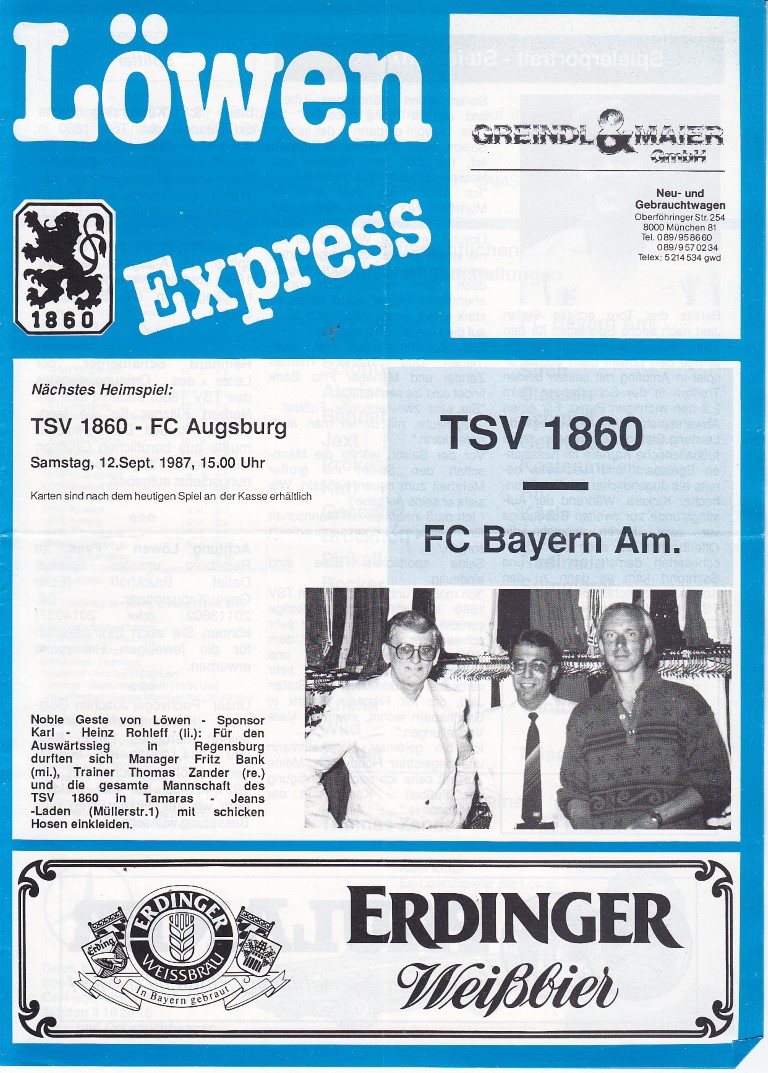 Löwen
Express
1860
GREINDL & MAIER
GmbH
Neu- und
Gebrauchtwagen
Oberföhringer Str. 254
8000 München 81
Tel. 089/958660
089/9570234
Telex: 5214534 gwd
Nächstes Heimspiel:
TSV 1860 - FC Augsburg
Samstag, 12.Sept. 1987, 15.00 Uhr
Karten sind nach dem heutigen Spiel an der Kasse erhältlich
TSV 1860
—
FC Bayern Am.
Noble Geste von Löwen - Sponsor
Karl - Heinz Rohleff (li.): Für den
Auswärtssieg in Regensburg
durften sich Manager Fritz Bank
(mi.), Trainer Thomas Zander (re.)
und die gesamte Mannschaft des
TSV 1860 in Tamaras - Jeans
-Laden (Müllerstr.1) mit schicken
Hosen einkleiden.
ERDINGER
WEISSBRÄU
Erding
In Bayern gebraut
ERDINGER
Weißbier